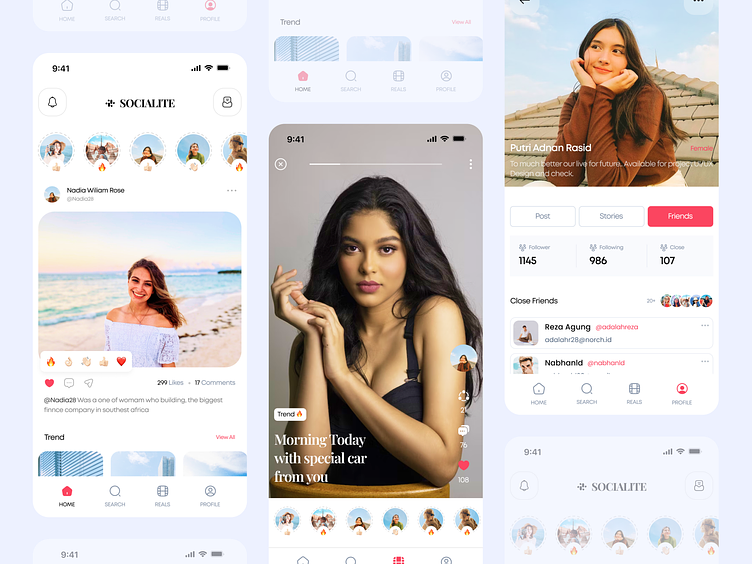 HOME
SEARCH
REALS
PROFILE
9:41
SOCIALITE
Nadia Wiliam Rose
@Nadia28
299 Likes • 17 Comments
@Nadia28 Was a one of womam who building, the biggest
finnce company in southest africa
Trend
View All
HOME
SEARCH
REALS
PROFILE
9:41
Trend
View All
HOME
SEARCH
REALS
PROFILE
9:41
21
76
108
Trend
Morning Today
with special car
from you
Putri Adnan Rasid
Female
To much better our live for future. Available for project UI/UX
Design and check.
Post
Stories
Friends
Follower
1145
Following
986
Close
107
Close Friends
20+
Reza Agung @adalahreza
adalahr28@norch.id
Nabhanld @nabhanld
HOME
SEARCH
REALS
PROFILE
9:41
SOCIALITE